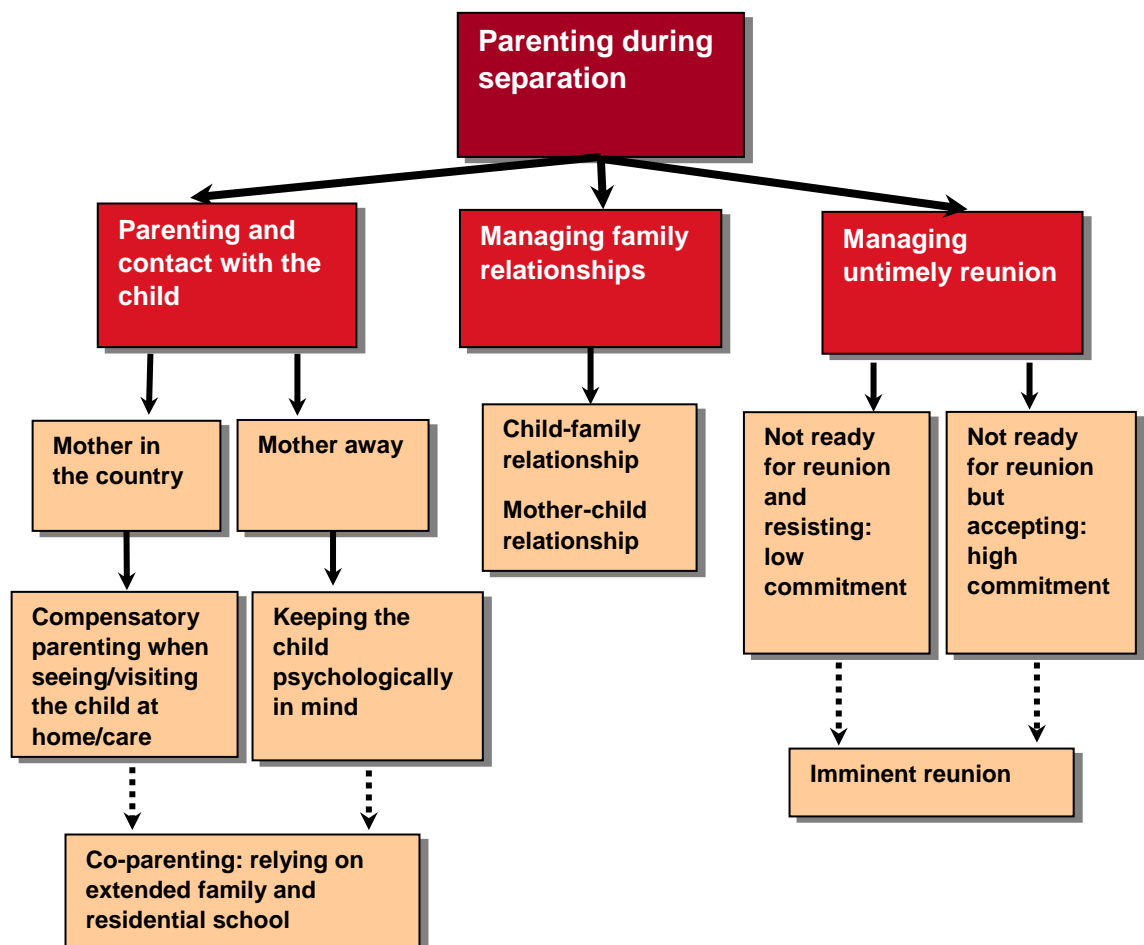 Parenting during
separation
Parenting and
contact with the
child
Managing family
relationships
Managing
untimely reunion
Mother in
the country
Mother away
Child-family
relationship
Mother-child
relationship
Not ready
for reunion
and
resisting:
low
commitment
Not ready
for reunion
but
accepting:
high
commitment
Compensatory
parenting when
seeing/visiting
the child at
home/care
Keeping the
child
psychologically
in mind
Imminent reunion
Co-parenting: relying on
extended family and
residential school